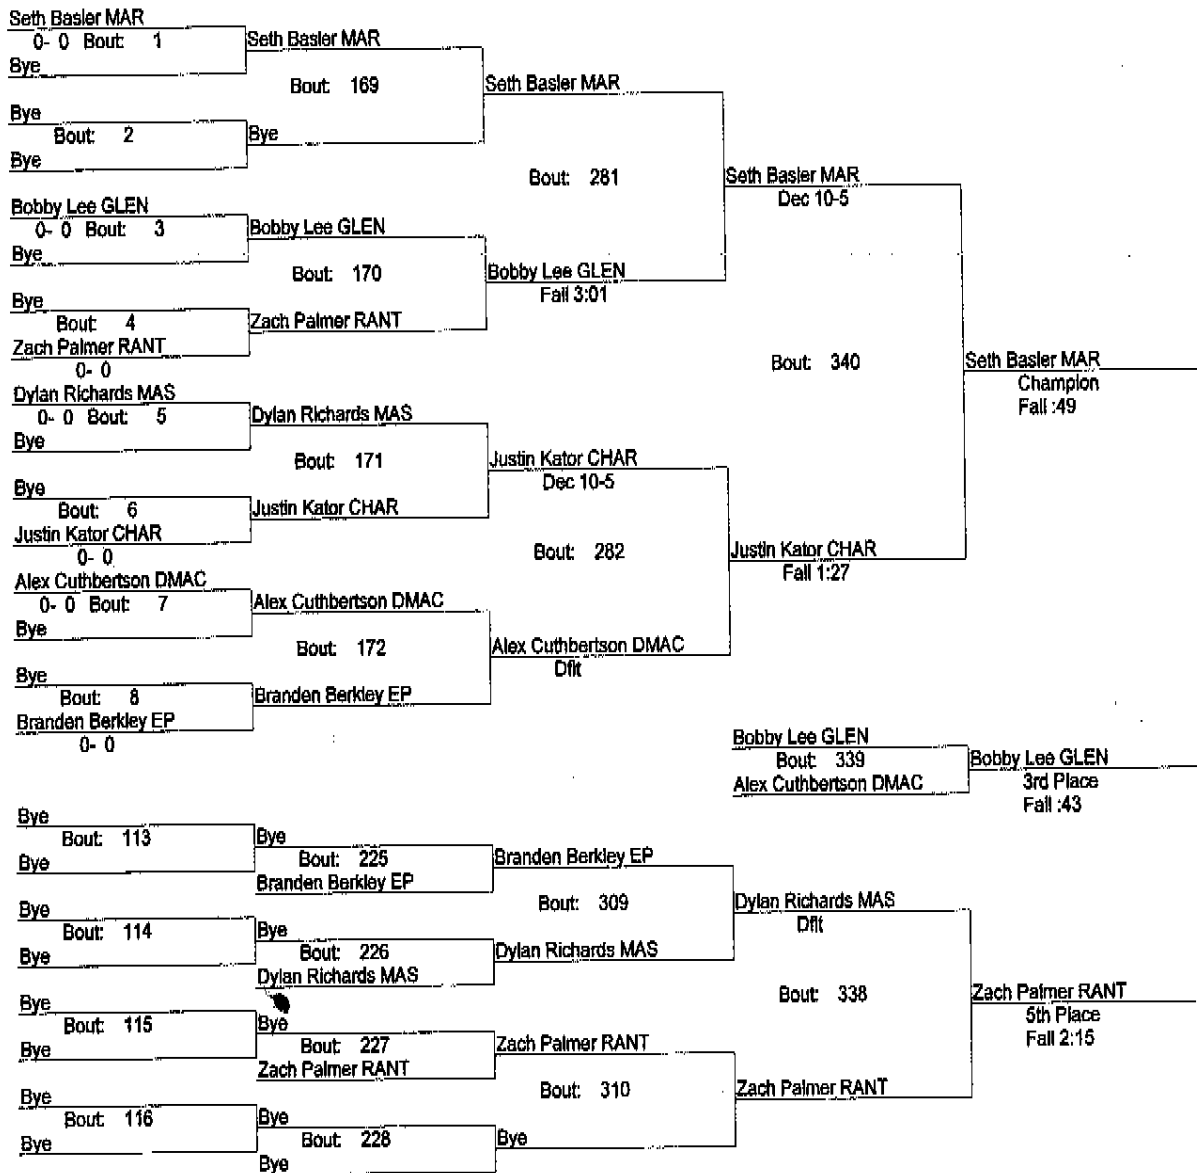 Seth Basler MAR
0- 0 Bout: 1
Bye
Seth Basler MAR
Bout: 169
Bye
Bout: 2
Bye
Bye
Seth Basler MAR
Bout: 281
Bobby Lee GLEN
0- 0 Bout: 3
Bye
Bobby Lee GLEN
Bout: 170
Bye
Bout: 4
Zach Palmer RANT
0- 0
Zach Palmer RANT
Bobby Lee GLEN
Fall 3:01
Seth Basler MAR
Dec 10-5
Bout: 340
Dylan Richards MAS
0- 0 Bout: 5
Bye
Dylan Richards MAS
Bout: 171
Bye
Bout: 6
Justin Kator CHAR
0- 0
Justin Kator CHAR
Justin Kator CHAR
Dec 10-5
Bout: 282
Alex Cuthbertson DMAC
0- 0 Bout: 7
Bye
Alex Cuthbertson DMAC
Bout: 172
Bye
Bout: 8
Branden Berkley EP
0- 0
Branden Berkley EP
Alex Cuthbertson DMAC
Dflt
Justin Kator CHAR
Fall 1:27
Seth Basler MAR
Champion
Fall :49
Bobby Lee GLEN
Bout: 339
Alex Cuthbertson DMAC
Bobby Lee GLEN
3rd Place
Fall :43
Bye
Bout: 113
Bye
Bye
Bout: 225
Branden Berkley EP
Branden Berkley EP
Bout: 309
Bye
Bout: 114
Bye
Bye
Bout: 226
Dylan Richards MAS
Dylan Richards MAS
Dylan Richards MAS
Dflt
Bout: 338
Bye
Bout: 115
Bye
Bye
Bout: 227
Zach Palmer RANT
Zach Palmer RANT
Bout: 310
Bye
Bout: 116
Bye
Bye
Bout: 228
Bye
Bye
Zach Palmer RANT
Zach Palmer RANT
5th Place
Fall 2:15